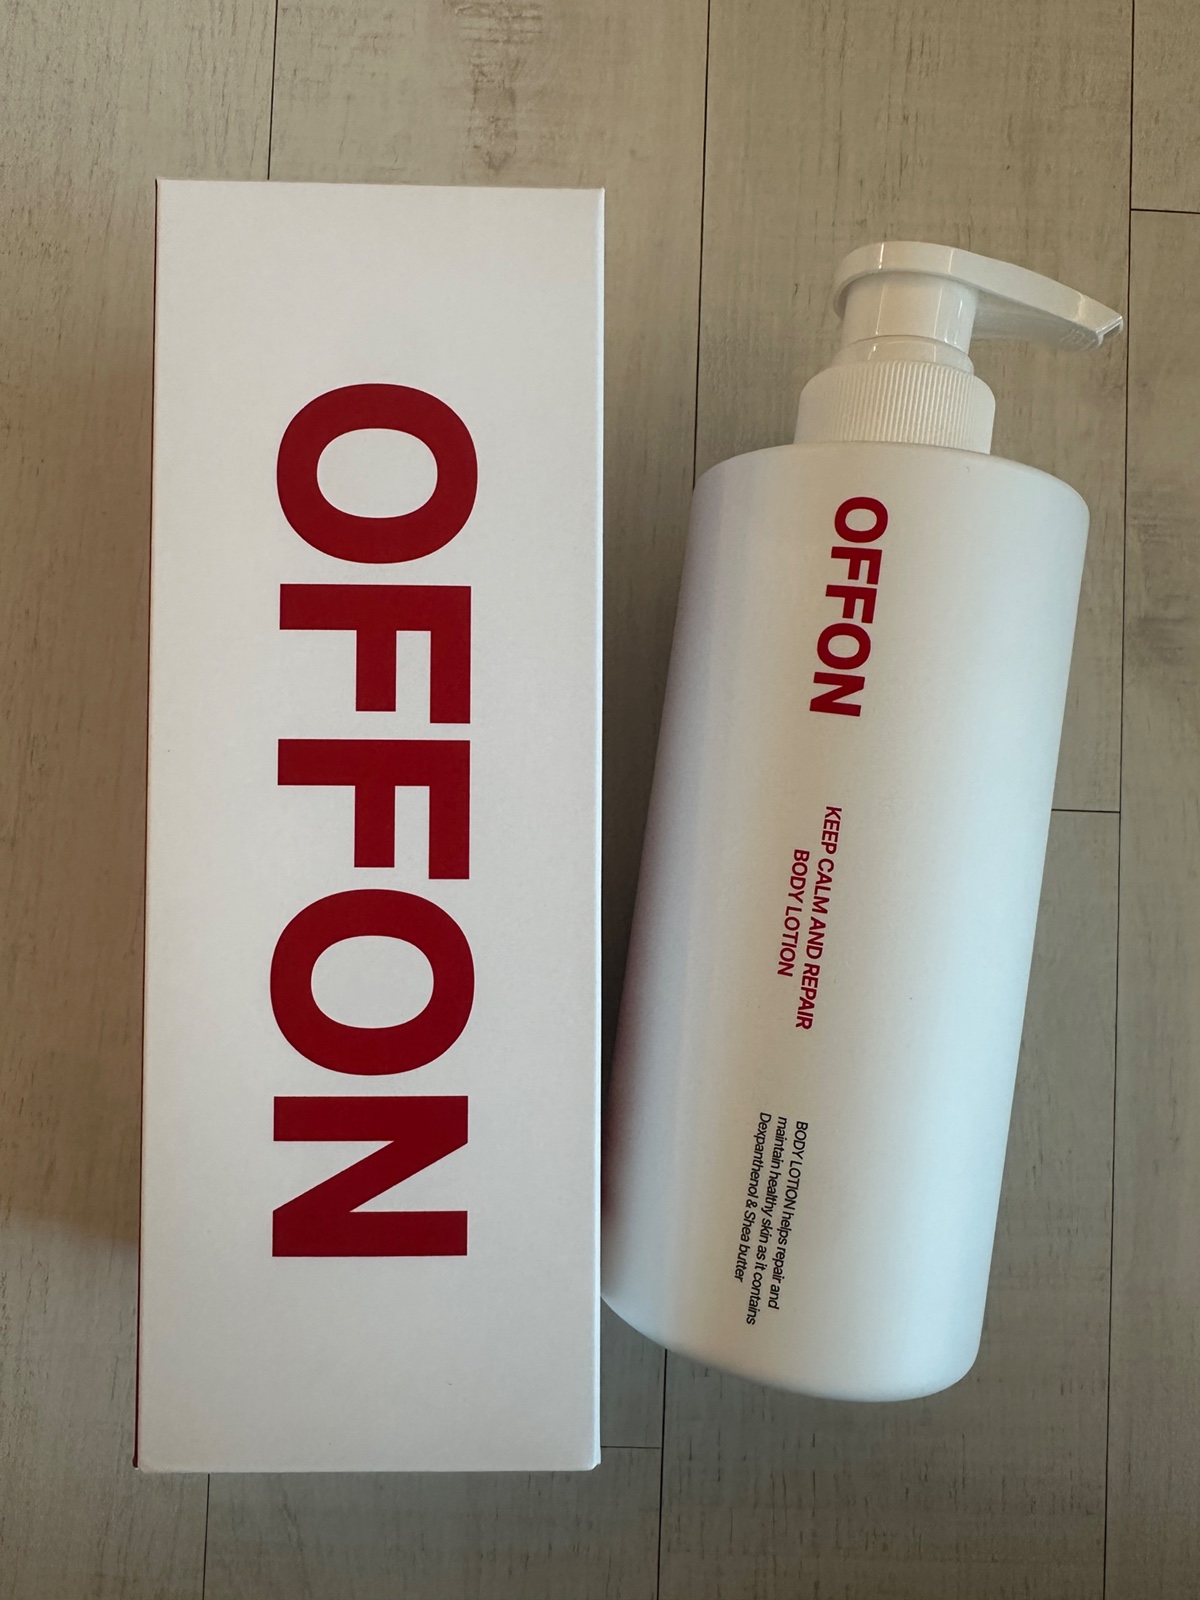 OFFON
OFFON
KEEP CALM AND REPAIR
BODY LOTION
BODY LOTION helps repair and
maintain healthy skin as it contains
Dexpanthenol & Shea butter